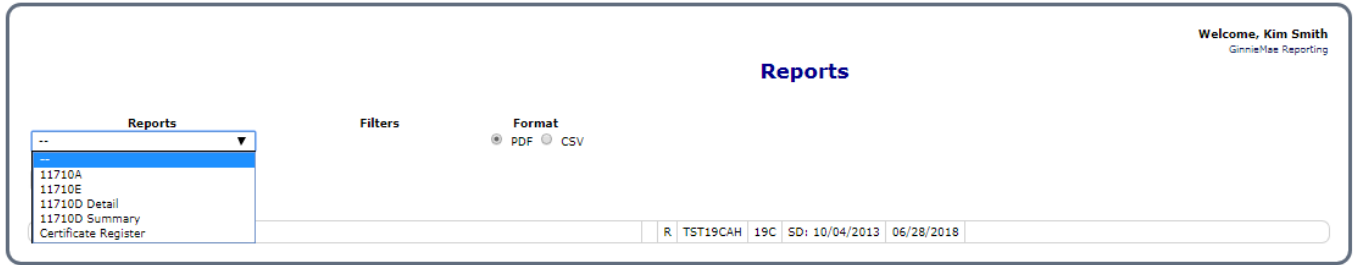 Welcome, Kim Smith
GinnieMae Reporting
Reports
Reports Filters Format
-- ▼ PDF CSV
--
11710A
11710E
11710D Detail
11710D Summary
Certificate Register
R TST19CAH 19C SD: 10/04/2013 06/28/2018